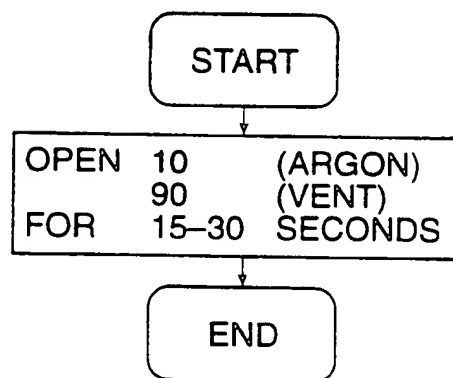 START
OPEN 10 (ARGON)
90 (VENT)
FOR 15–30 SECONDS
END